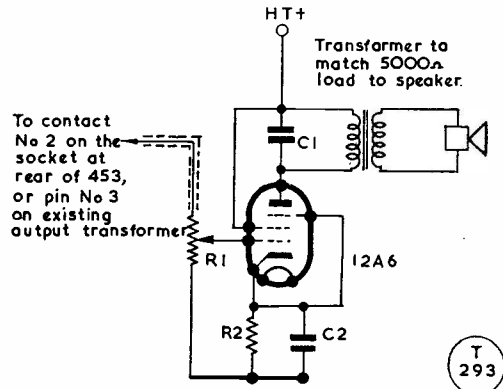 HT+
Transformer to
match 5000Ω
load to speaker.
To contact
No 2 on the
socket at
rear of 453,
or pin No 3
on existing
output transformer
C1
R1
12A6
R2
C2
T
293